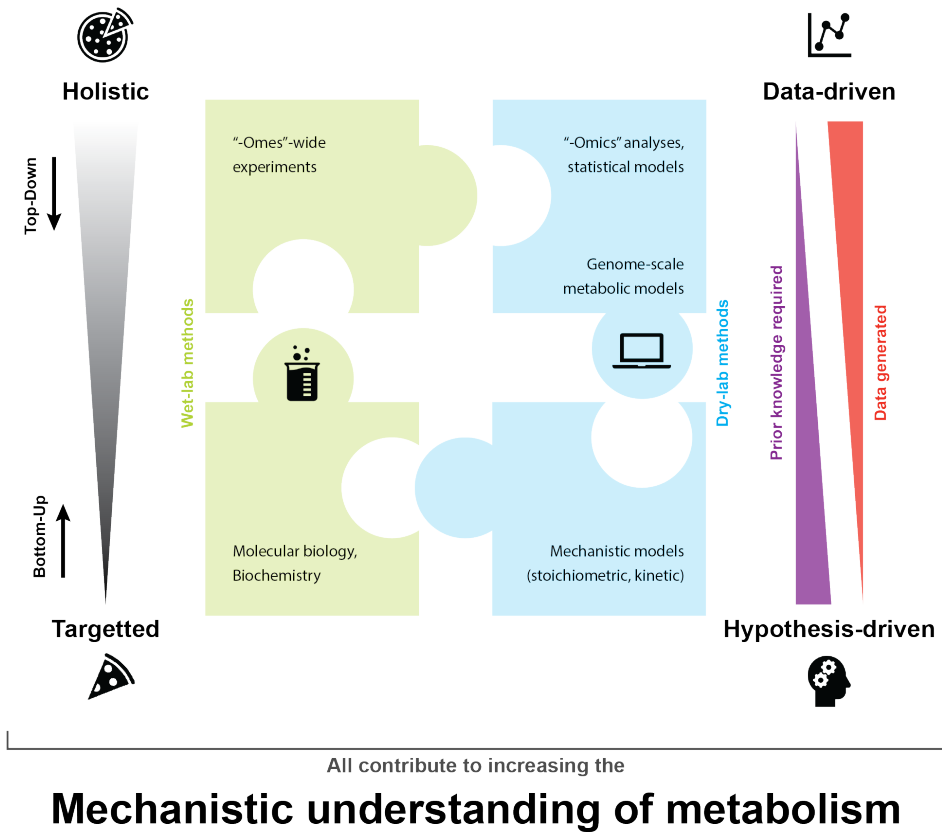 Holistic
Data-driven
Top-Down
Bottom-Up
Targetted
Wet-lab methods
“-Omes”-wide
experiments
“-Omics” analyses,
statistical models
Genome-scale
metabolic models
Molecular biology,
Biochemistry
Mechanistic models
(stoichiometric, kinetic)
Dry-lab methods
Prior knowledge required
Data generated
Hypothesis-driven
All contribute to increasing the
Mechanistic understanding of metabolism